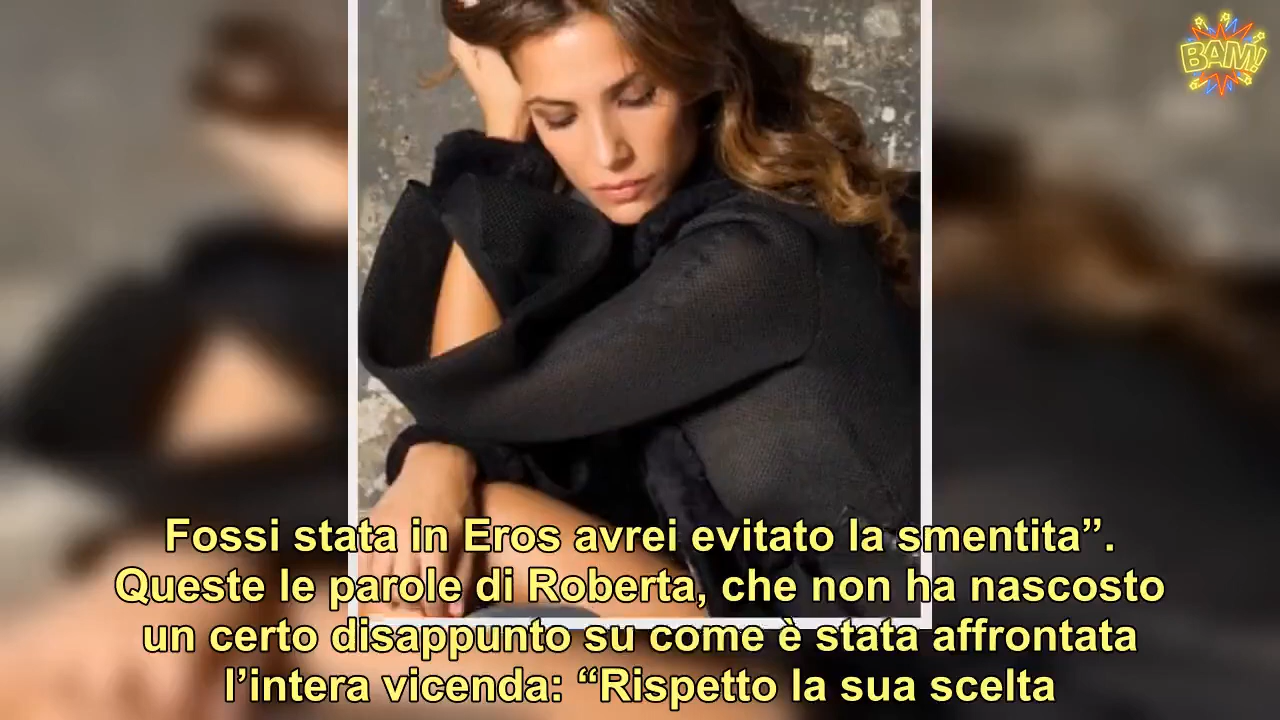 BAM!
Fossi stata in Eros avrei evitato la smentita”.
Queste le parole di Roberta, che non ha nascosto
un certo disappunto su come è stata affrontata
l’intera vicenda: “Rispetto la sua scelta